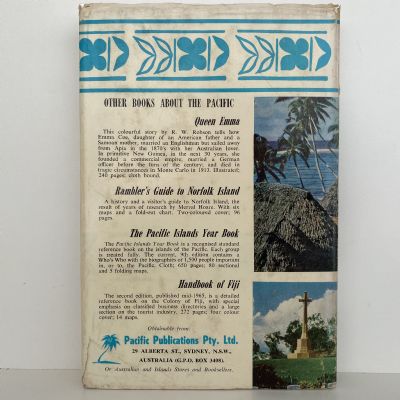 OTHER BOOKS ABOUT THE PACIFIC
Queen Emma
This colourful story by R. W. Robson tells how
Emma Coe, daughter of an American father and a
Samoan mother, married an Englishman but sailed away
from Apia in the 1870's with her Australian lover.
In primitive New Guinea, in the next 30 years, she
founded a commercial empire, married a German
officer before the turn of the century; and died in
tragic circumstances in Monte Carlo in 1913. Illustrated;
240 pages; cloth bound.
Rambler's Guide to Norfolk Island
A history and a visitor's guide to Norfolk Island, the
result of years of research by Merval Hoare. With six
maps and a fold-out chart. Two-coloured cover; 96
pages.
The Pacific Islands Year Book
The Pacific Islands Year Book is a recognised standard
reference book on the islands of the Pacific. Each group
is treated fully. The current, 9th edition contains a
Who's Who with the biographies of 1,590 people important
in, or to, the Pacific. Cloth; 650 pages; 80 sectional
and 5 folding maps.
Handbook of Fiji
The second edition, published mid-1965, is a detailed
reference book on the Colony of Fiji, with special
emphasis on classified business directories and a large
section on the tourist industry. 272 pages; four colour
cover; 14 maps.
Obtainable from:
Pacific Publications Pty. Ltd.
29 ALBERTA ST., SYDNEY, N.S.W.,
AUSTRALIA (G.P.O. BOX 3408).
Or Australian and Islands Stores and Booksellers.